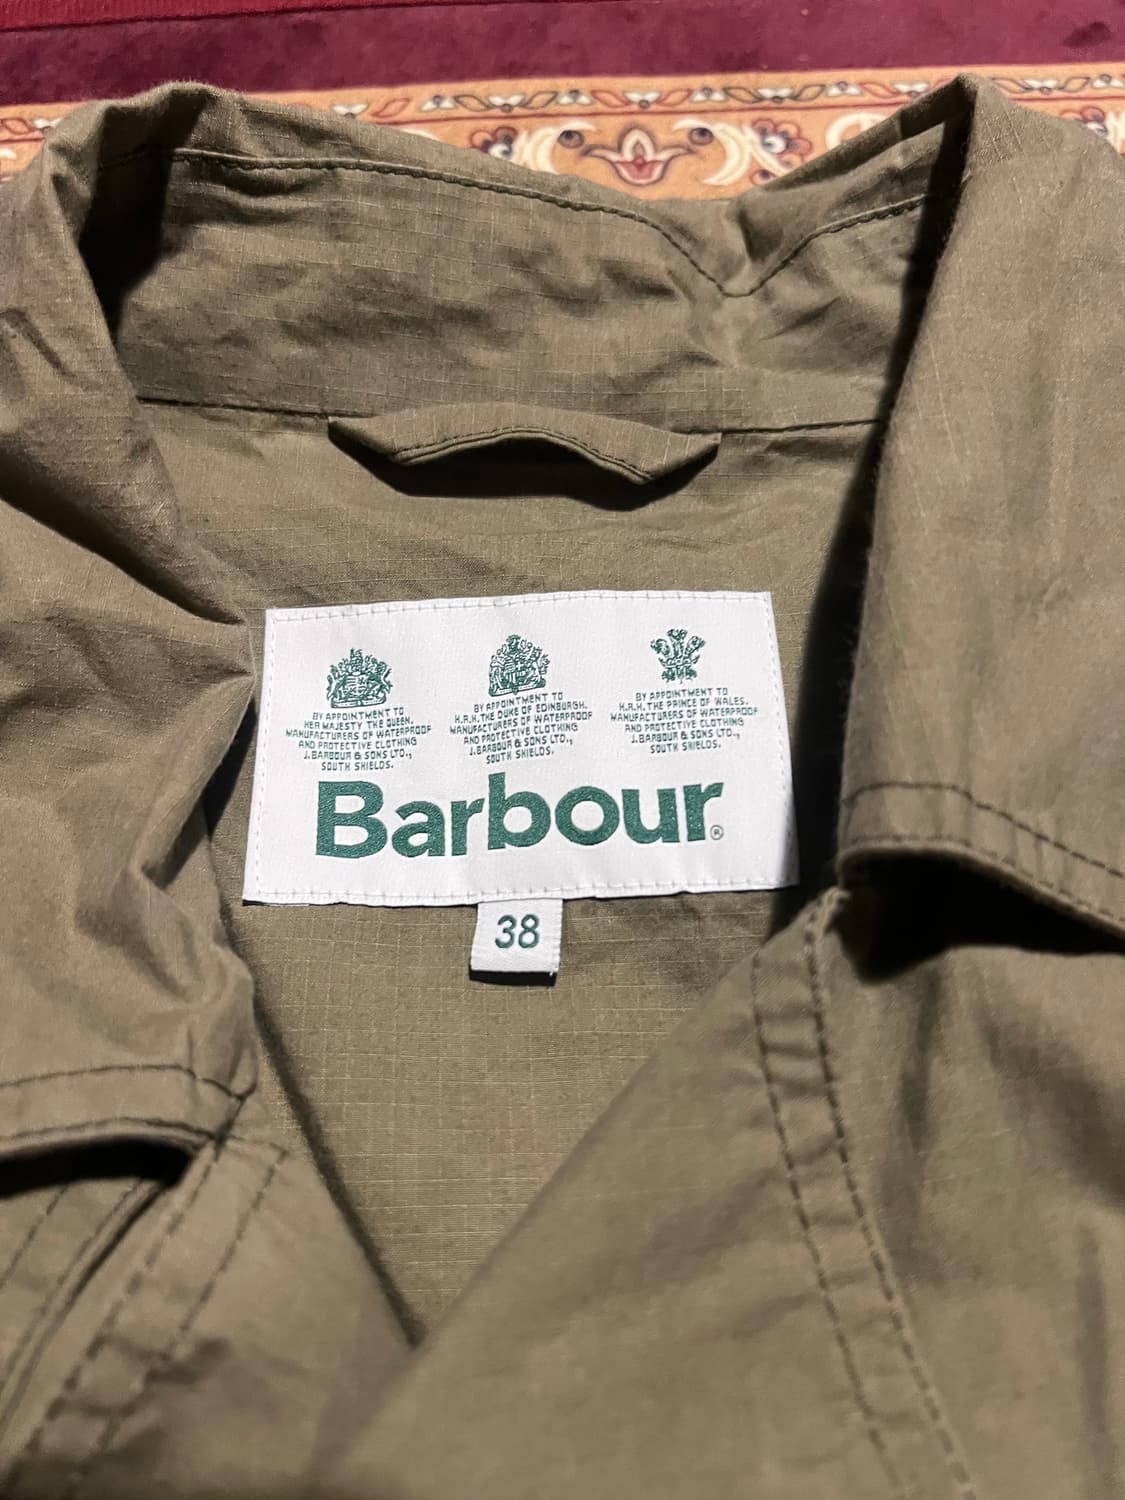 BY APPOINTMENT TO
HER MAJESTY THE QUEEN.
MANUFACTURERS OF WATERPROOF
AND PROTECTIVE CLOTHING
J.BARBOUR & SONS LTD.,
SOUTH SHIELDS.
BY APPOINTMENT TO
H.R.H. THE DUKE OF EDINBURGH.
MANUFACTURERS OF WATERPROOF
AND PROTECTIVE CLOTHING
J.BARBOUR & SONS LTD.,
SOUTH SHIELDS.
BY APPOINTMENT TO
H.R.H. THE PRINCE OF WALES.
MANUFACTURERS OF WATERPROOF
AND PROTECTIVE CLOTHING
J.BARBOUR & SONS LTD.,
SOUTH SHIELDS.
Barbour®
38